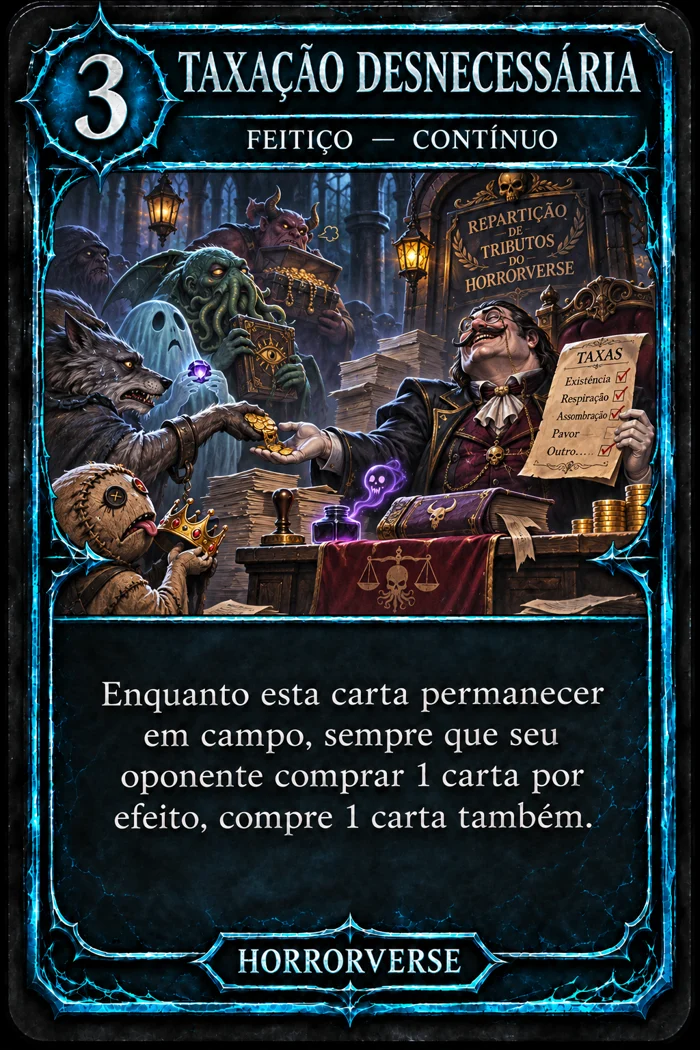 3
TAXAÇÃO DESNECESSÁRIA
FEITIÇO — CONTÍNUO
REPARTIÇÃO
DE
TRIBUTOS
DO
HORRORVERSE
TAXAS
Existência
Respiração
Assombração
Pavor
Outro.....
Enquanto esta carta permanecer
em campo, sempre que seu
oponente comprar 1 carta por
efeito, compre 1 carta também.
HORRORVERSE